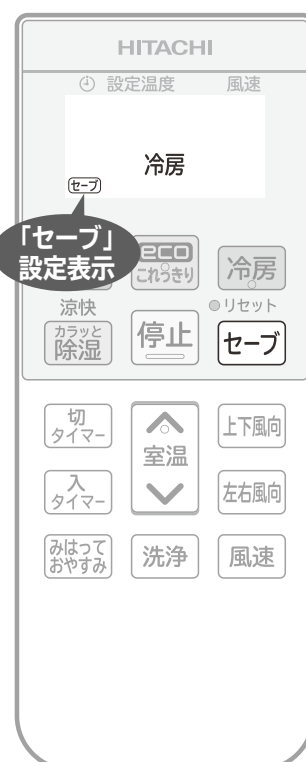 HITACHI
設定温度 風速
冷房
セーブ
「セーブ」
設定表示
eco
これっきり
冷房
涼快
リセット
カラッと
除湿
停止
セーブ
切
タイマー
室温
上下風向
入
タイマー
左右風向
みはって
おやすみ
洗浄
風速